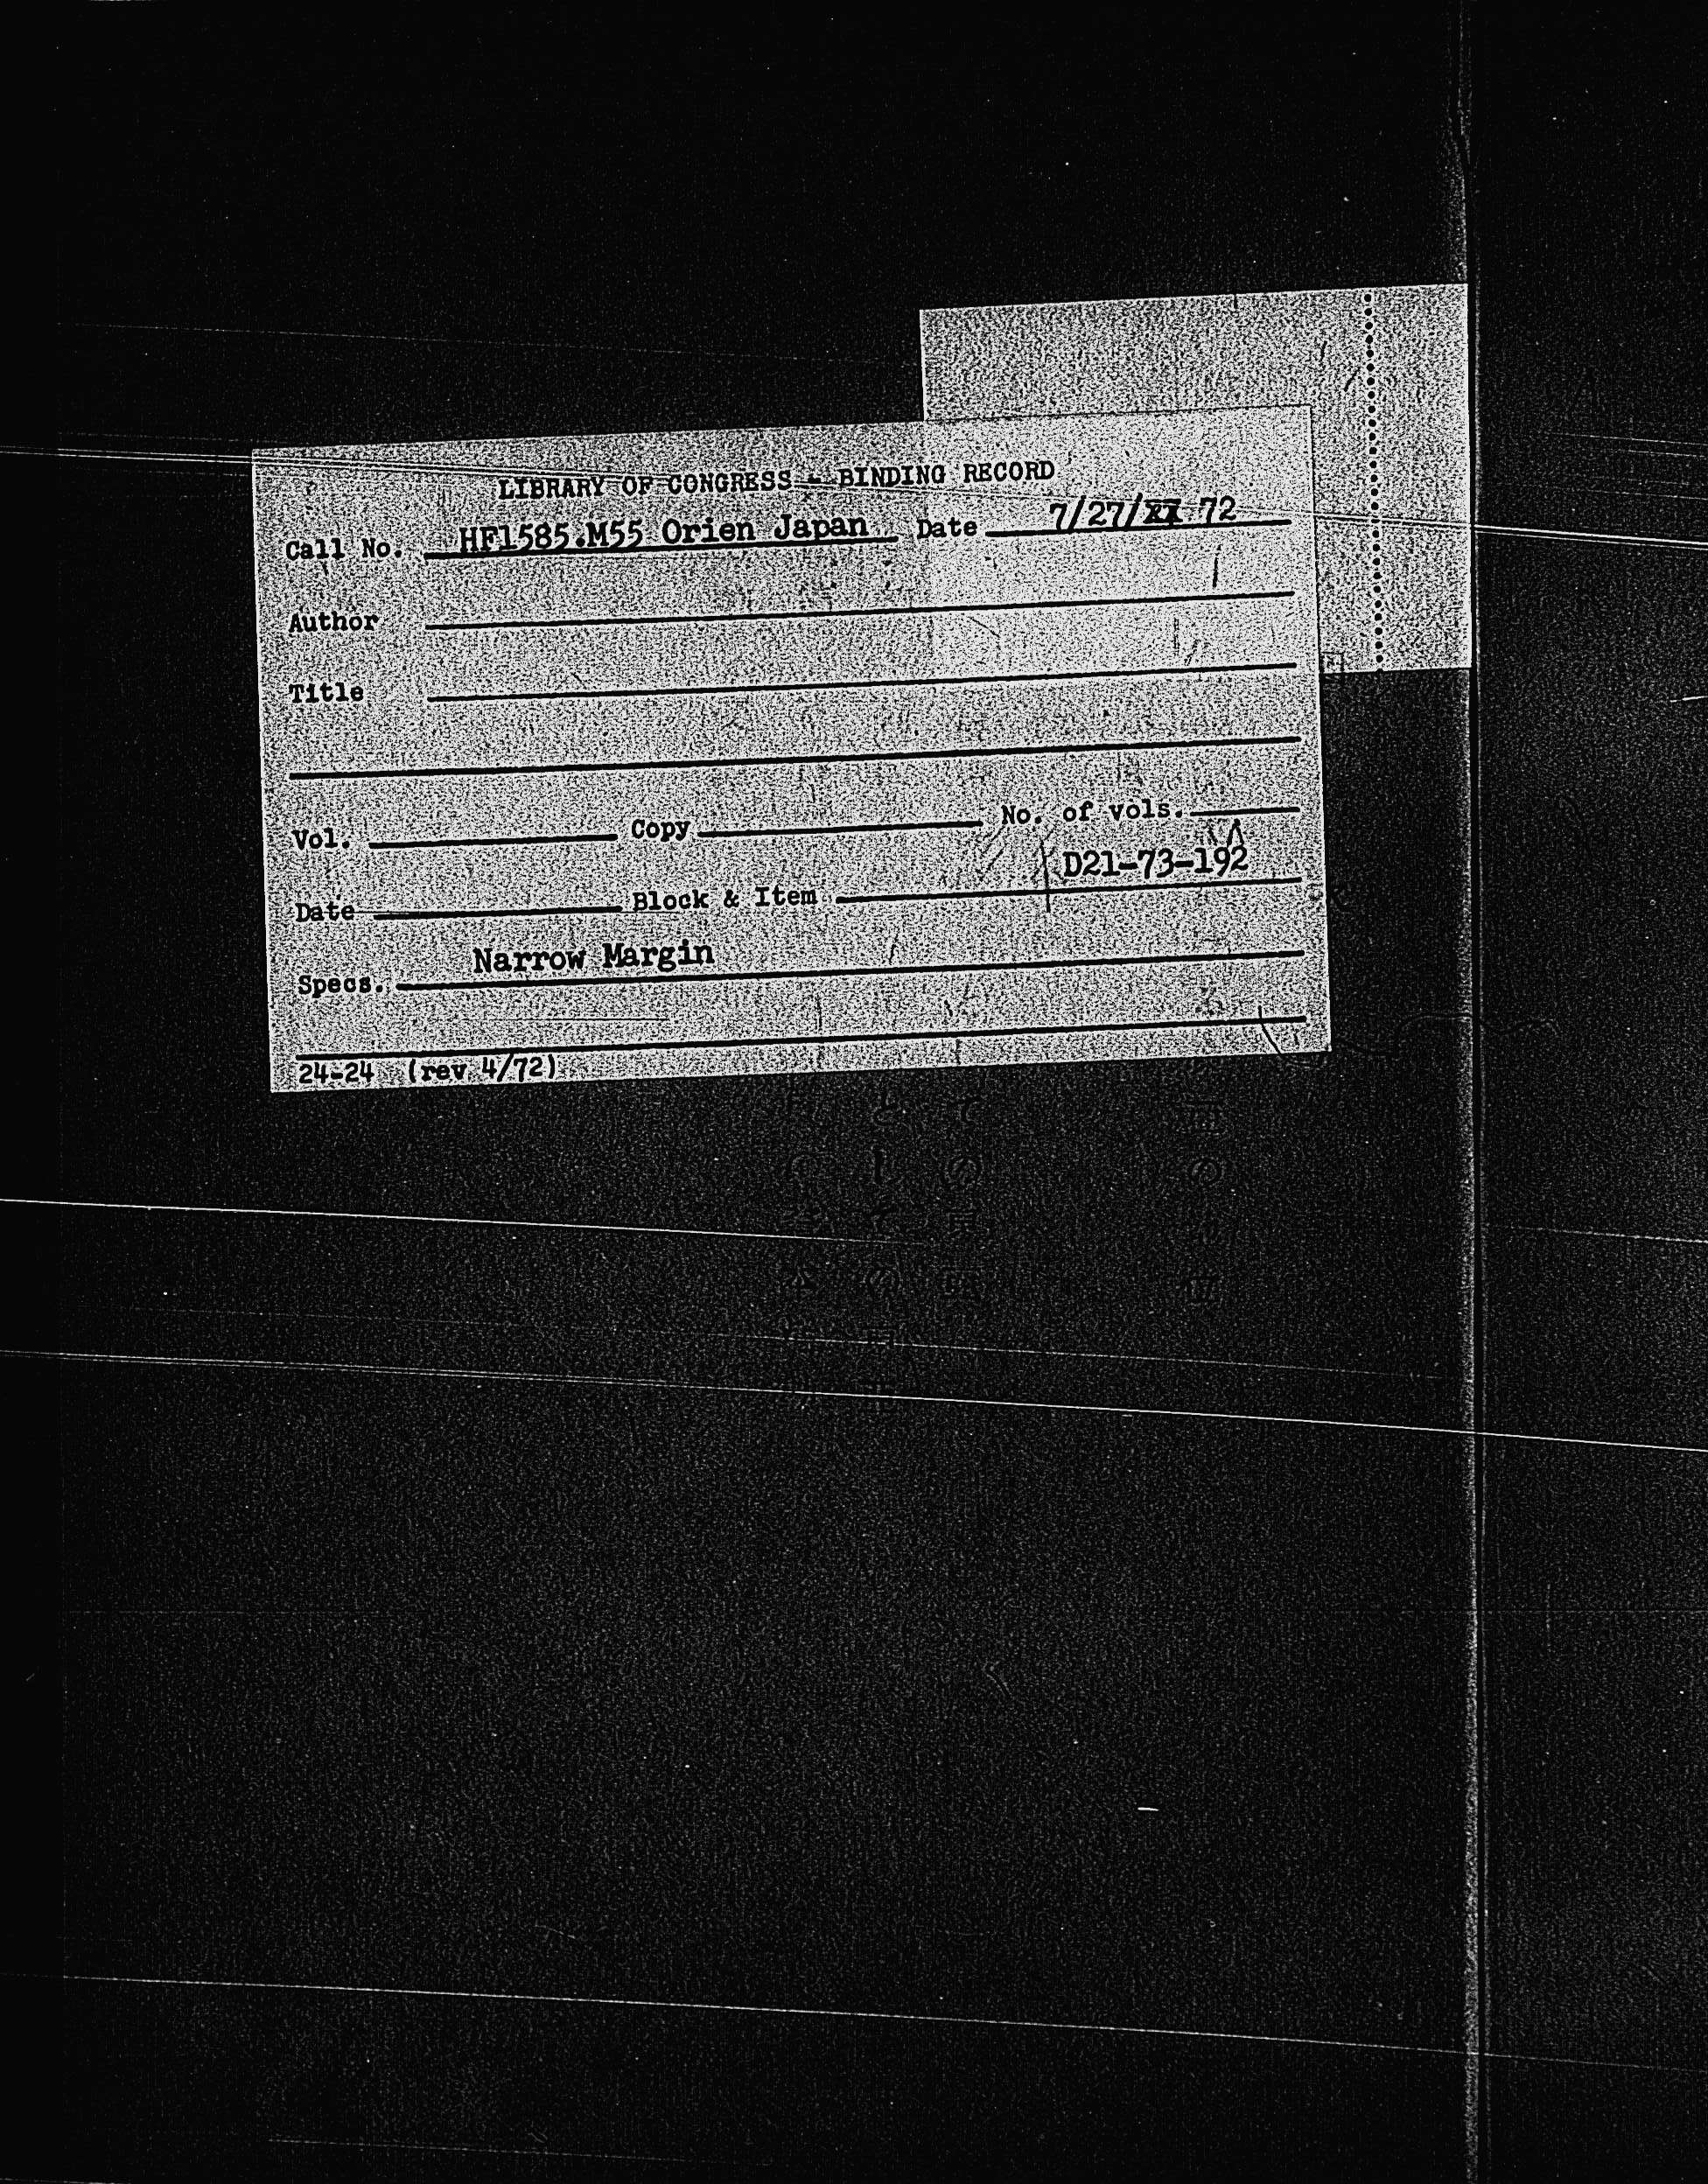 LIBRARY OF CONGRESS - BINDING RECORD
Call No. HF1585.M55 Orien Japan Date 7/27/ 72
Author
Title
Vol. Copy No. of vols.
D21-73-192
Date Block & Item
Narrow Margin
Specs.
24-24 (rev 4/72)